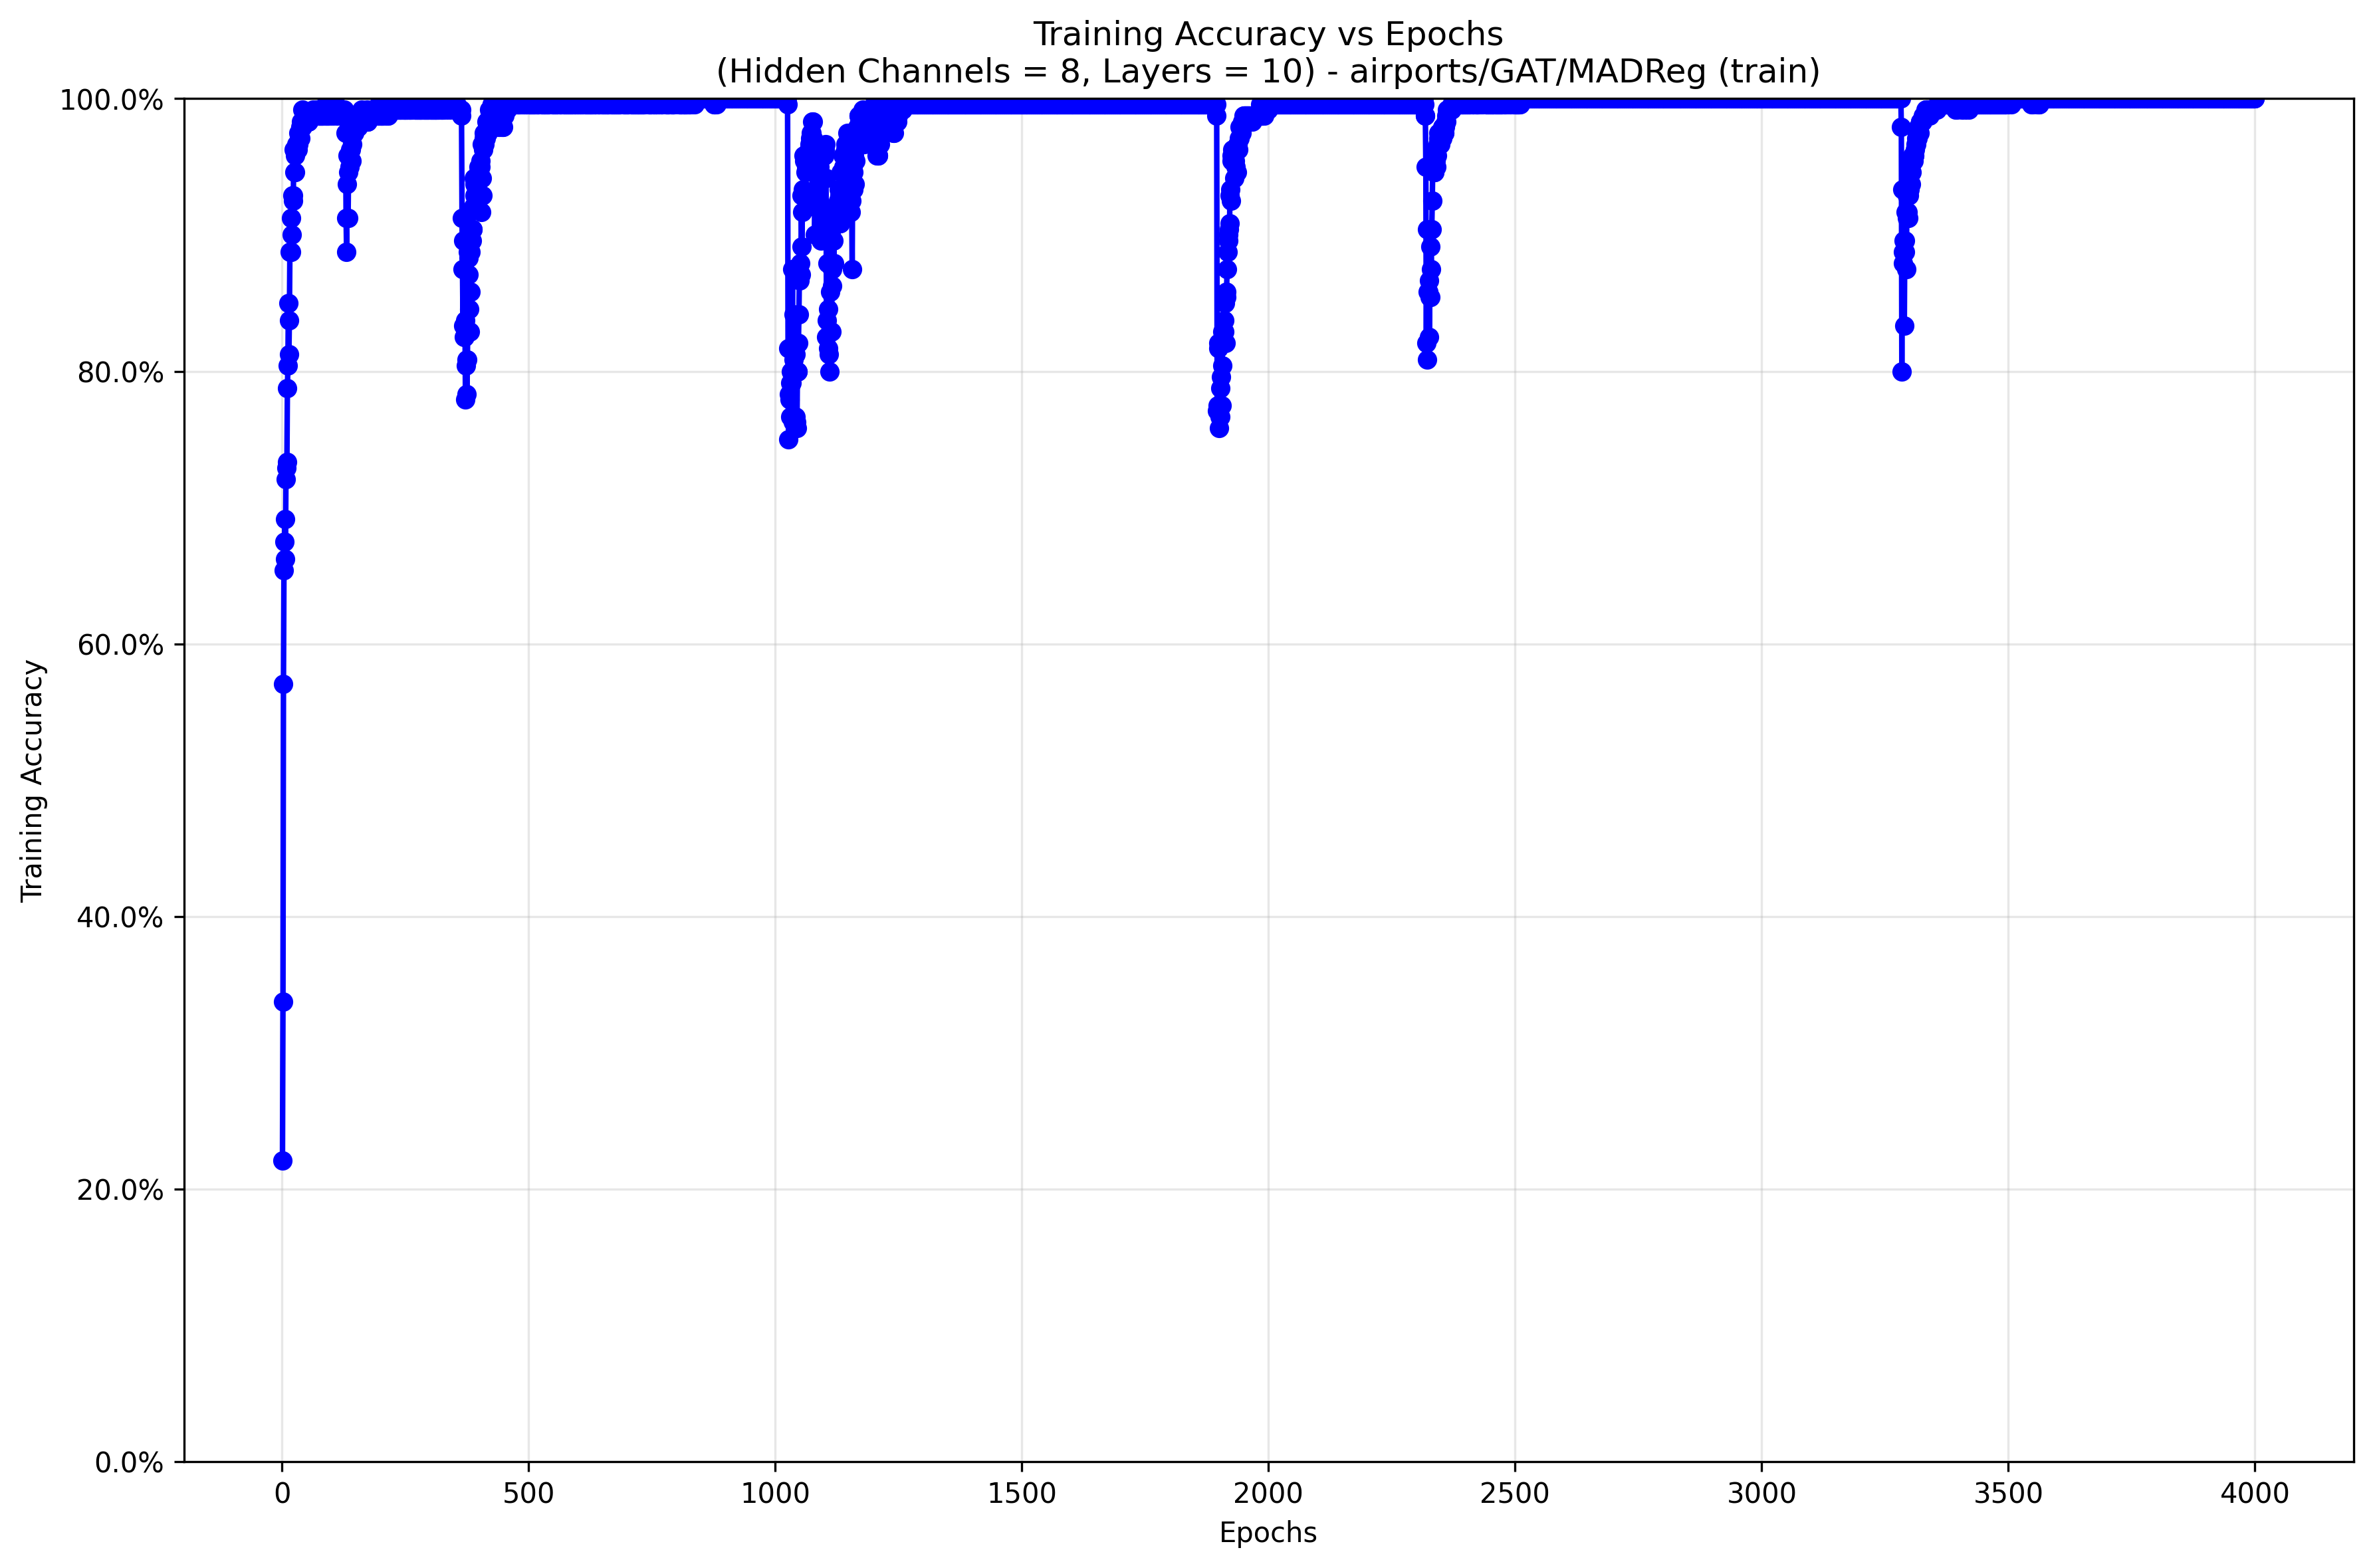 Training Accuracy vs Epochs
(Hidden Channels = 8, Layers = 10) - airports/GAT/MADReg (train)
100.0%
80.0%
60.0%
40.0%
20.0%
0.0%
Training Accuracy
0 500 1000 1500 2000 2500 3000 3500 4000
Epochs